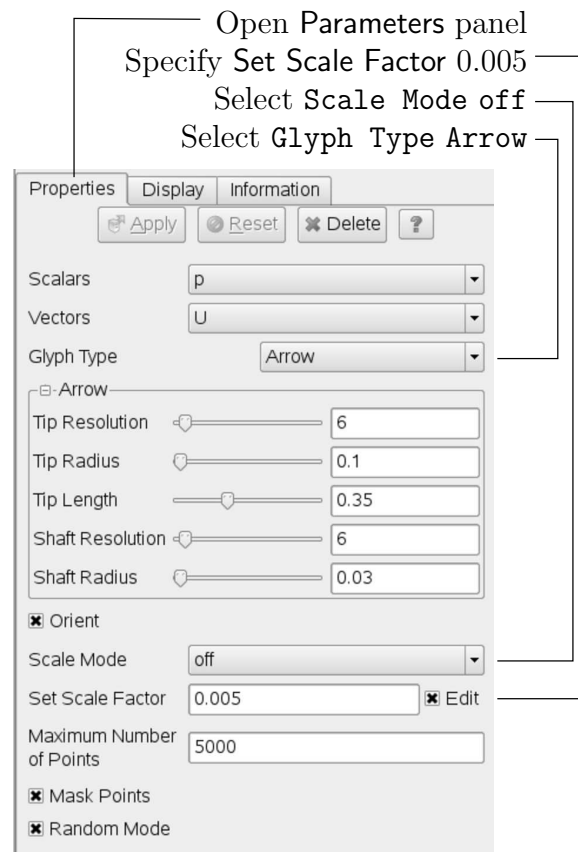 Open Parameters panel
Specify Set Scale Factor 0.005
Select Scale Mode off
Select Glyph Type Arrow
Properties Display Information
Apply Reset Delete ?
Scalars p
Vectors U
Glyph Type Arrow
Arrow
Tip Resolution 6
Tip Radius 0.1
Tip Length 0.35
Shaft Resolution 6
Shaft Radius 0.03
Orient
Scale Mode off
Set Scale Factor 0.005 Edit
Maximum Number
of Points 5000
Mask Points
Random Mode